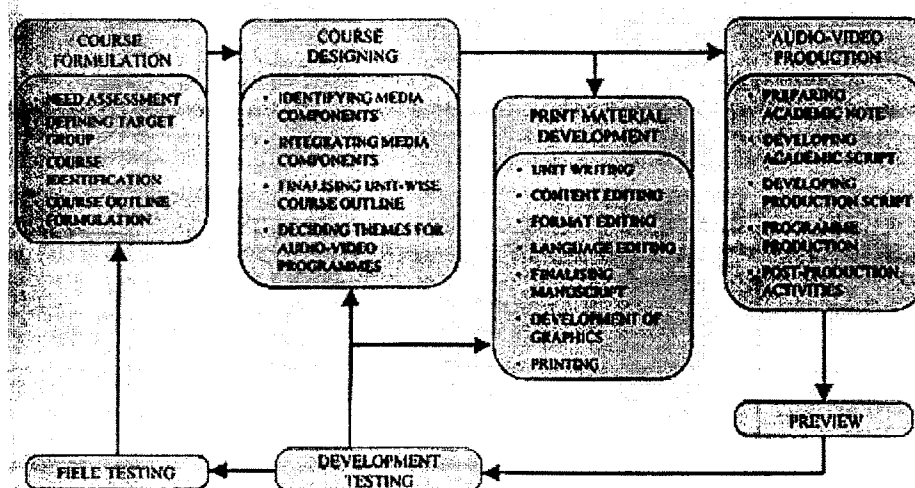 COURSE
FORMULATION
• NEED ASSESSMENT
• DEFINING TARGET
GROUP
• COURSE
IDENTIFICATION
• COURSE OUTLINE
FORMULATION
COURSE
DESIGNING
• IDENTIFYING MEDIA
COMPONENTS
• INTEGRATING MEDIA
COMPONENTS
• FINALISING UNIT-WISE
COURSE OUTLINE
• DECIDING THEMES FOR
AUDIO-VIDEO
PROGRAMMES
PRINT MATERIAL
DEVELOPMENT
• UNIT WRITING
• CONTENT EDITING
• FORMAT EDITING
• LANGUAGE EDITING
• FINALISING
MANUSCRIPT
• DEVELOPMENT OF
GRAPHICS
• PRINTING
AUDIO-VIDEO
PRODUCTION
• PREPARING
ACADEMIC NOTE
• DEVELOPING
ACADEMIC SCRIPT
• DEVELOPING
PRODUCTION SCRIPT
• PROGRAMME
PRODUCTION
• POST-PRODUCTION
ACTIVITIES
PREVIEW
DEVELOPMENT
TESTING
FIELE TESTING